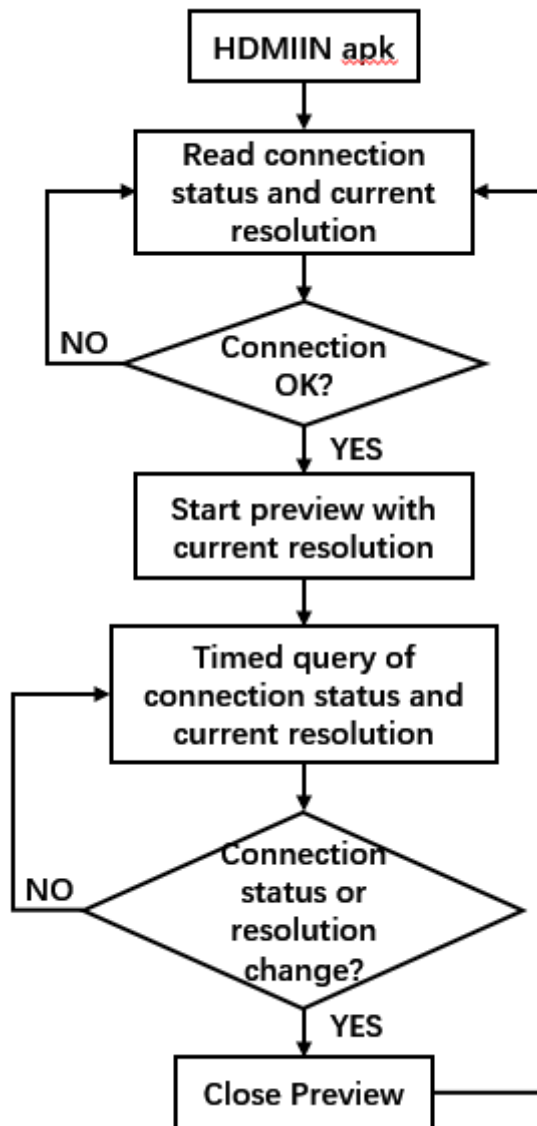 HDMIIN apk
Read connection
status and current
resolution
NO
Connection
OK?
YES
Start preview with
current resolution
Timed query of
connection status and
current resolution
NO
Connection
status or
resolution
change?
YES
Close Preview